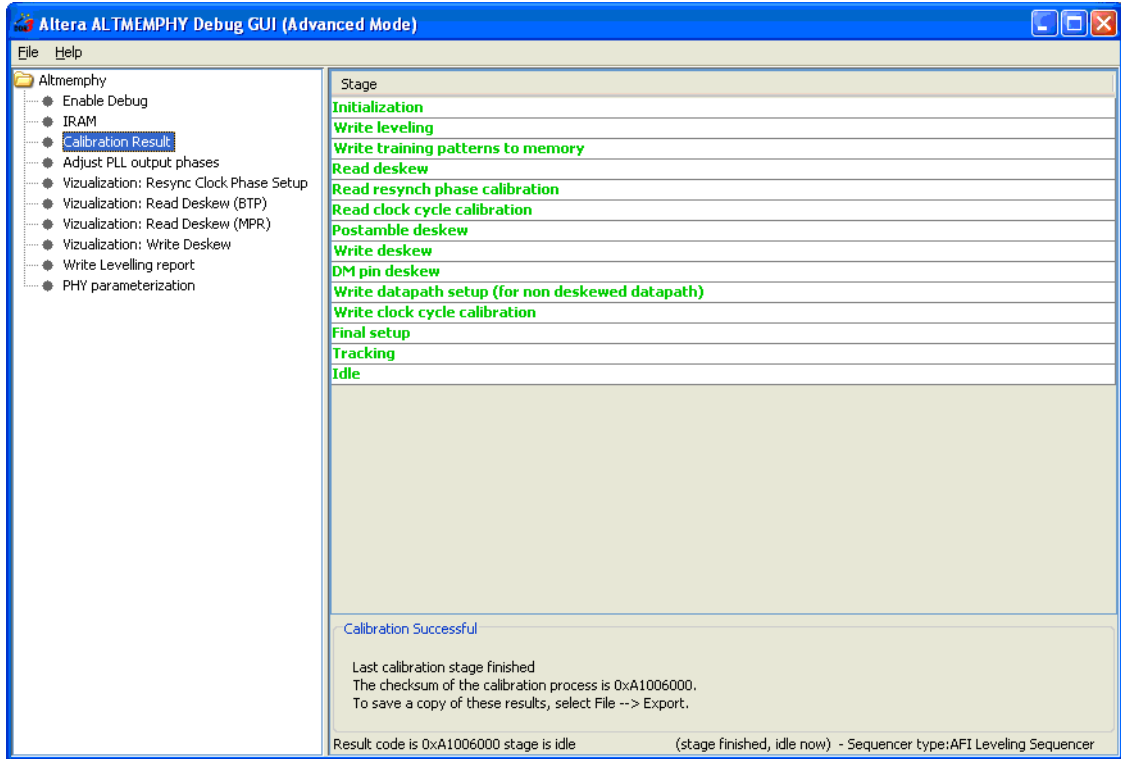 Altera ALTMEMPHY Debug GUI (Advanced Mode)
File Help
Altmemphy
Enable Debug
IRAM
Calibration Result
Adjust PLL output phases
Vizualization: Resync Clock Phase Setup
Vizualization: Read Deskew (BTP)
Vizualization: Read Deskew (MPR)
Vizualization: Write Deskew
Write Levelling report
PHY parameterization
Stage
Initialization
Write leveling
Write training patterns to memory
Read deskew
Read resynch phase calibration
Read clock cycle calibration
Postamble deskew
Write deskew
DM pin deskew
Write datapath setup (for non deskewed datapath)
Write clock cycle calibration
Final setup
Tracking
Idle
Calibration Successful
Last calibration stage finished
The checksum of the calibration process is 0xA1006000.
To save a copy of these results, select File --> Export.
Result code is 0xA1006000 stage is idle (stage finished, idle now) - Sequencer type:AFI Leveling Sequencer